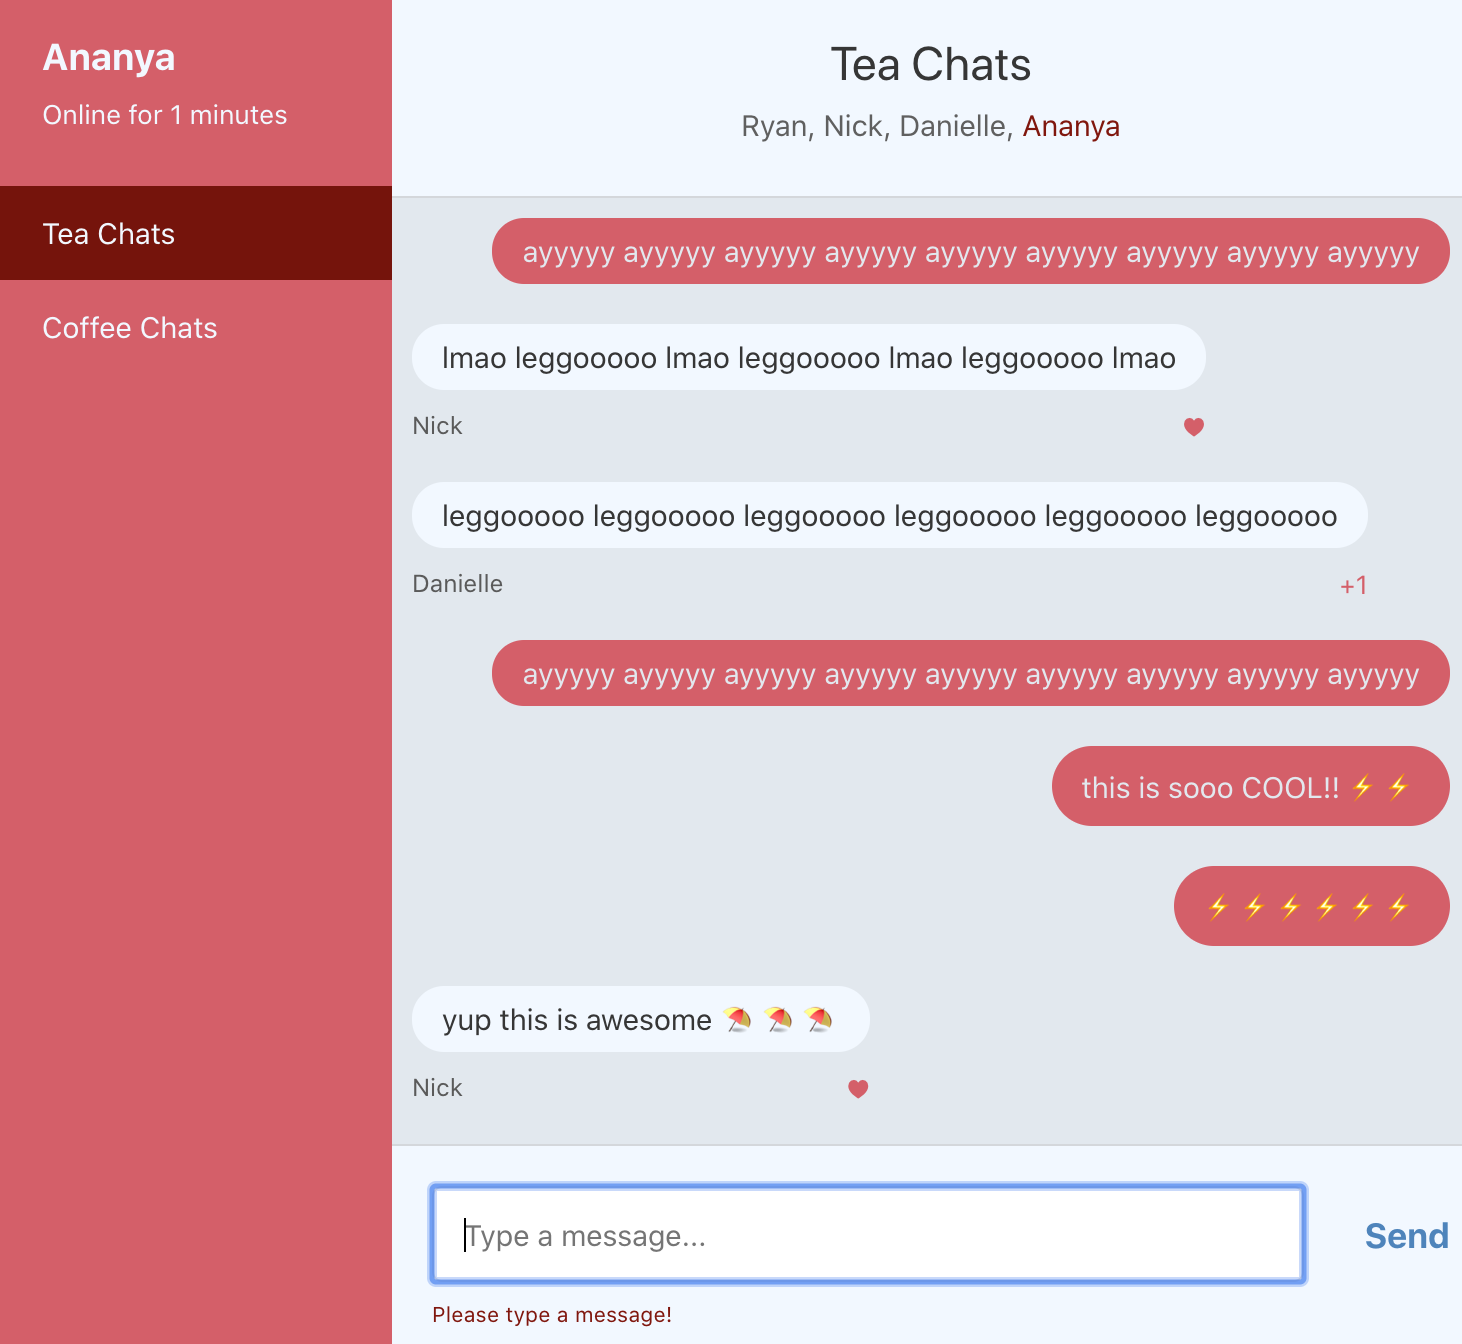 Ananya
Online for 1 minutes
Tea Chats
Coffee Chats
Tea Chats
Ryan, Nick, Danielle, Ananya
ayyyyy ayyyyy ayyyyy ayyyyy ayyyyy ayyyyy ayyyyy ayyyyy ayyyyy
lmao leggooooo lmao leggooooo lmao leggooooo lmao
Nick
leggooooo leggooooo leggooooo leggooooo leggooooo leggooooo
Danielle +1
ayyyyy ayyyyy ayyyyy ayyyyy ayyyyy ayyyyy ayyyyy ayyyyy ayyyyy
this is sooo COOL!! ⚡ ⚡
⚡ ⚡ ⚡ ⚡ ⚡ ⚡
yup this is awesome ⛱ ⛱ ⛱
Nick
Type a message...
Send
Please type a message!